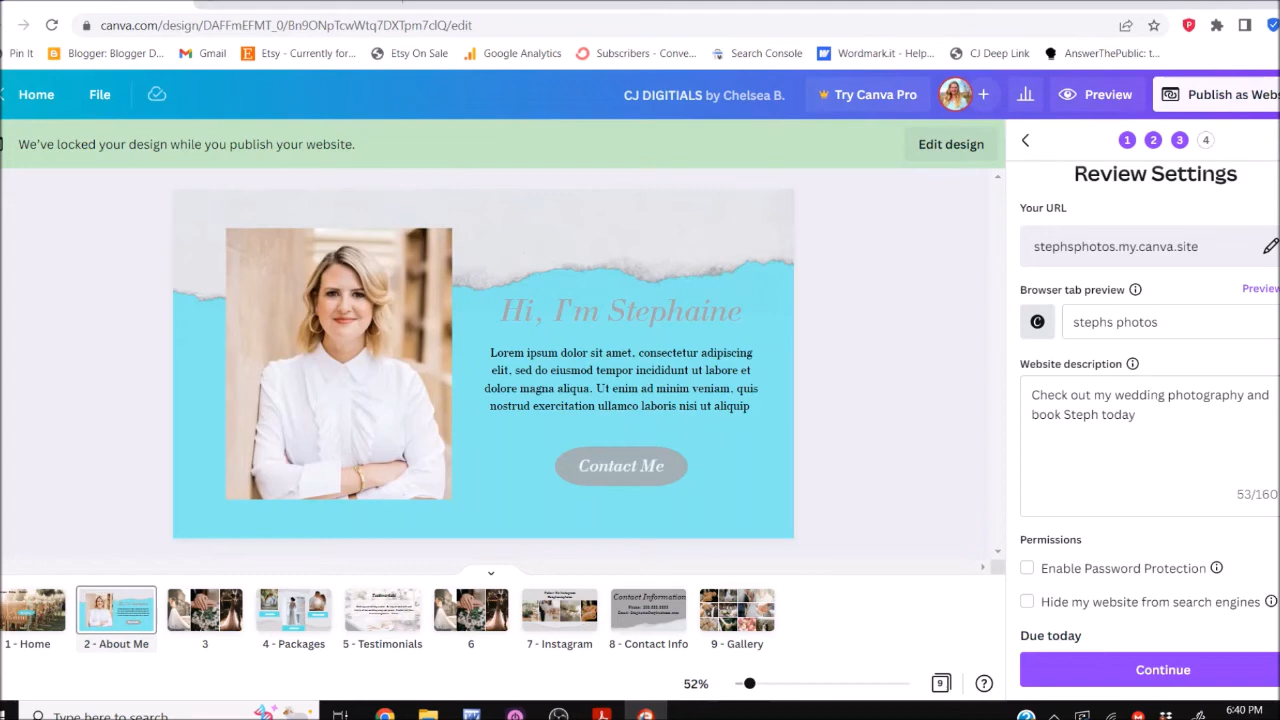 canva.com/design/DAFFmEFMT_0/8n9ONpTcwWtq7DXTpm7clQ/edit
Pin It
Blogger: Blogger D...
Gmail
Etsy - Currently for...
Etsy On Sale
Google Analytics
Subscribers - Conve...
Search Console
Wordmark.it - Help...
CJ Deep Link
AnswerThePublic: t...
Home
File
CJ DIGITIALS by Chelsea B.
Try Canva Pro
Preview
Publish as Webs
We've locked your design while you publish your website.
Edit design
1
2
3
4
Review Settings
Your URL
stephsphotos.my.canva.site
Browser tab preview
Preview
stephs photos
Website description
Check out my wedding photography and
book Steph today
53/160
Permissions
Enable Password Protection
Hide my website from search engines
Due today
Continue
Hi, I'm Stephaine
Lorem ipsum dolor sit amet, consectetur adipiscing
elit, sed do eiusmod tempor incididunt ut labore et
dolore magna aliqua. Ut enim ad minim veniam, quis
nostrud exercitation ullamco laboris nisi ut aliquip
Contact Me
Testimonials
Contact Information
1 - Home
2 - About Me
3
4 - Packages
5 - Testimonials
6
7 - Instagram
8 - Contact Info
9 - Gallery
52%
9
Type here to search
6:40 PM